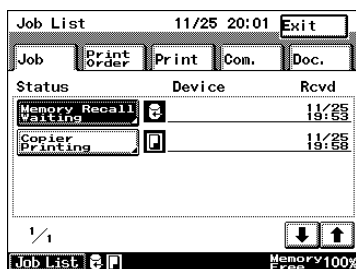 Job List 11/25 20:01 Exit
Job Print Order Print Com. Doc.
Status Device Rcvd
Memory Recall Waiting 11/25 19:53
Copier Printing 11/25 19:58
1/1
Job List Memory Free 100%